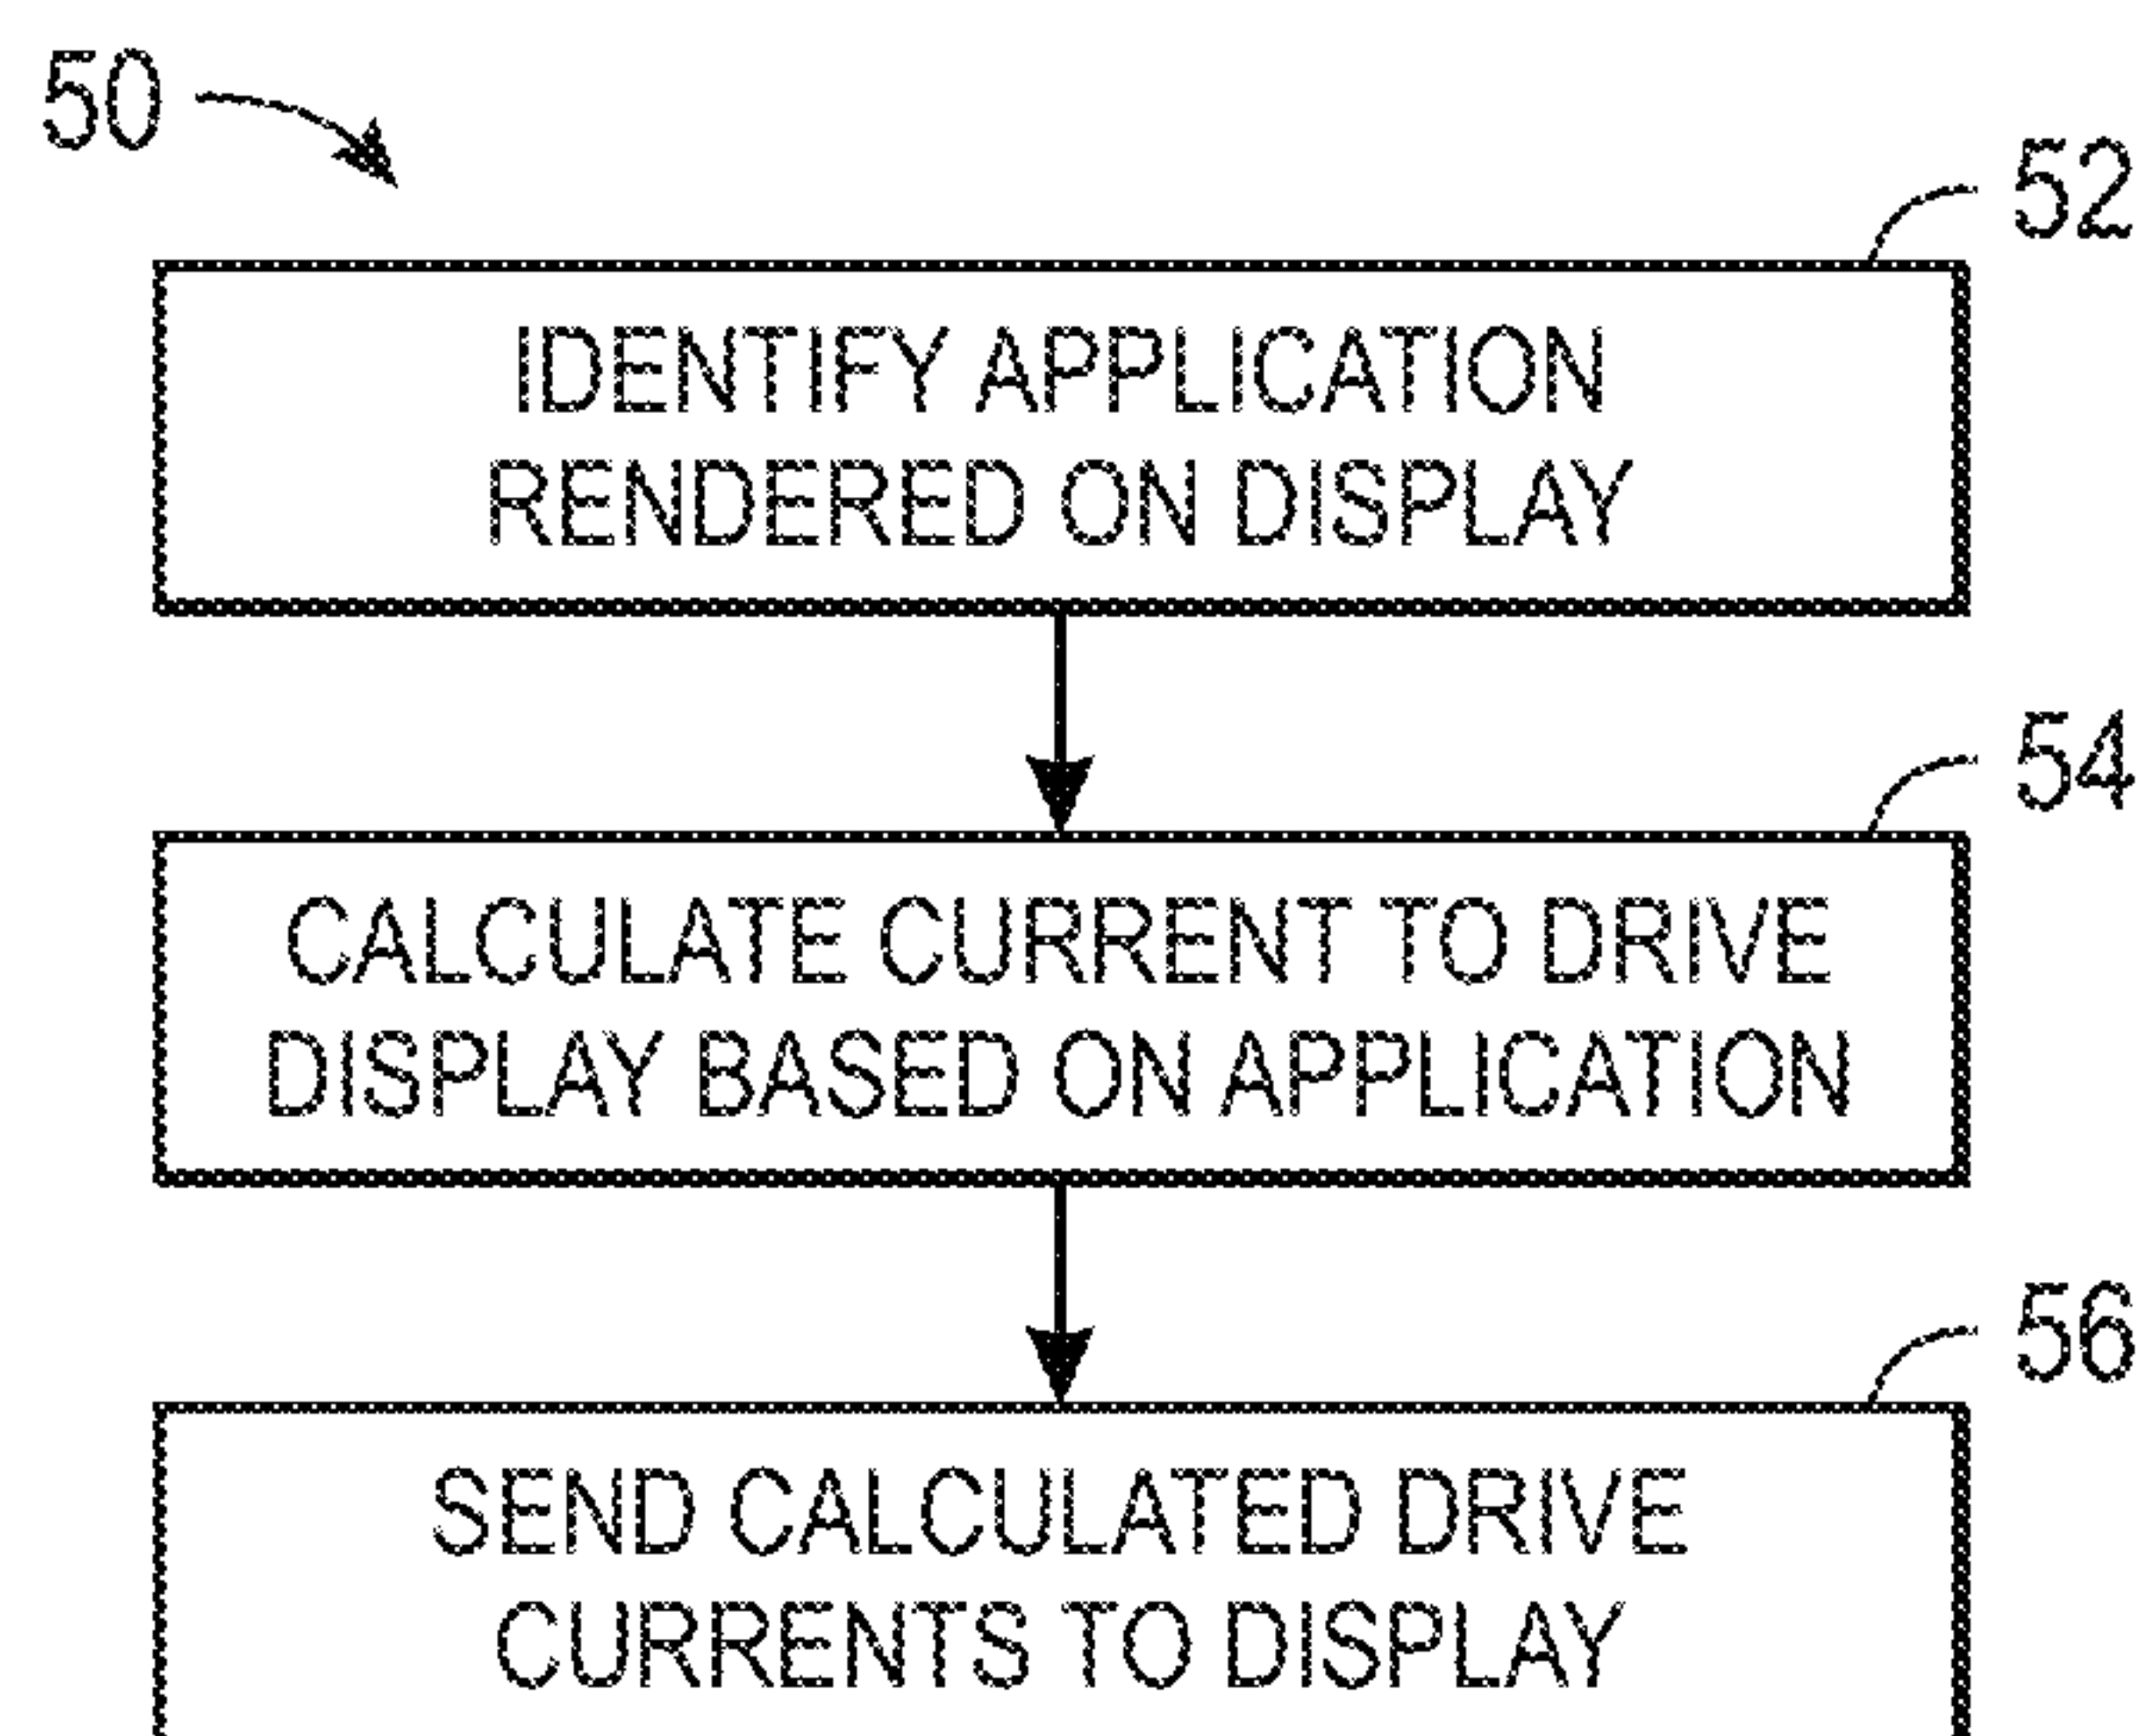 50
52
IDENTIFY APPLICATION
RENDERED ON DISPLAY
54
CALCULATE CURRENT TO DRIVE
DISPLAY BASED ON APPLICATION
56
SEND CALCULATED DRIVE
CURRENTS TO DISPLAY